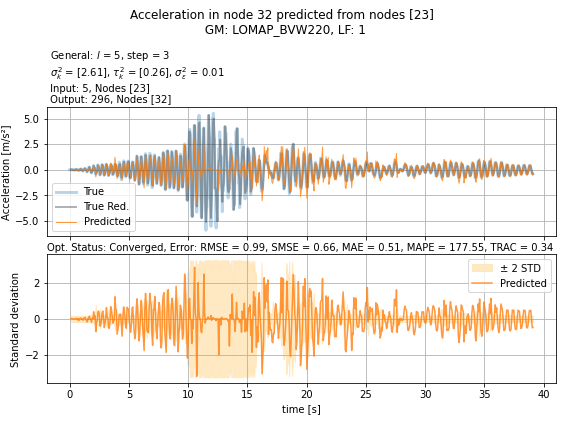 Acceleration in node 32 predicted from nodes [23]
GM: LOMAP_BVW220, LF: 1
General: l = 5, step = 3
σ²ₖ = [2.61], τ²ₖ = [0.26], σ²ε = 0.01
Input: 5, Nodes [23]
Output: 296, Nodes [32]
Acceleration [m/s²]
5.0
2.5
0.0
−2.5
−5.0
True
True Red.
Predicted
Opt. Status: Converged, Error: RMSE = 0.99, SMSE = 0.66, MAE = 0.51, MAPE = 177.55, TRAC = 0.34
Standard deviation
2
0
−2
± 2 STD
Predicted
0 5 10 15 20 25 30 35 40
time [s]